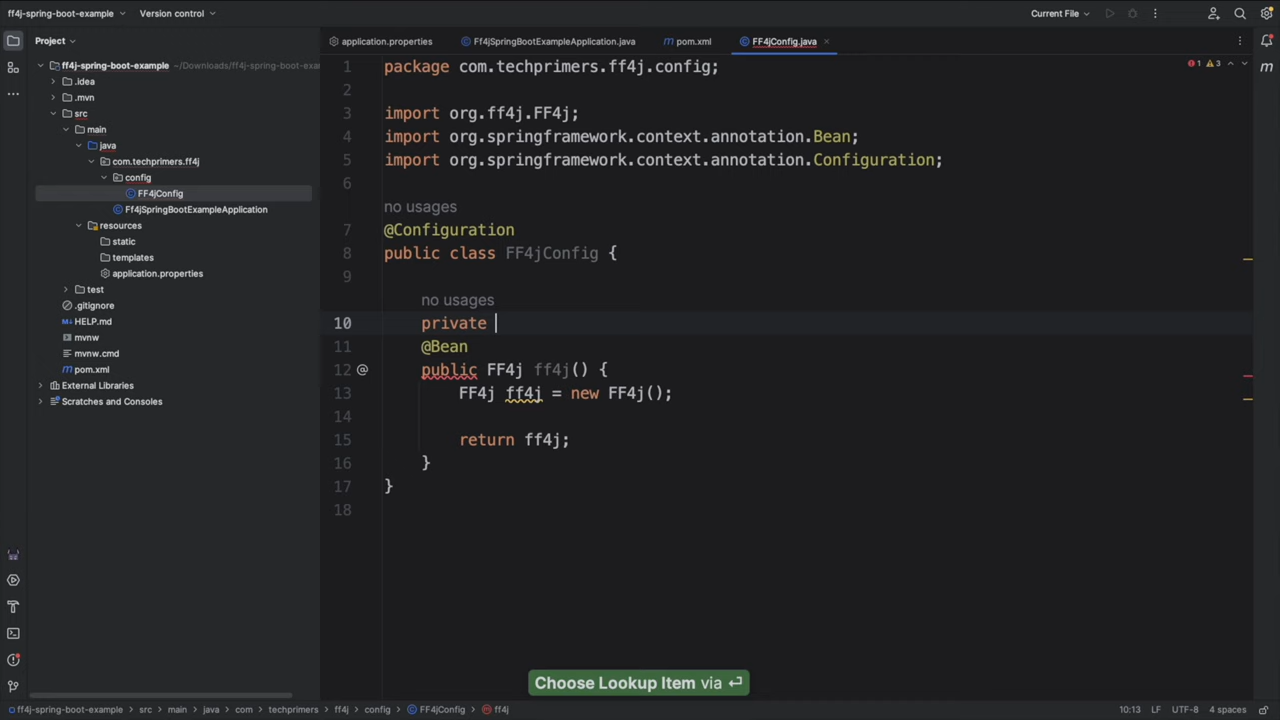 ff4j-spring-boot-example
Version control
Current File
Project
application.properties
Ff4jSpringBootExampleApplication.java
pom.xml
FF4jConfig.java
ff4j-spring-boot-example ~/Downloads/ff4j-spring-boot-exa
.idea
.mvn
src
main
java
com.techprimers.ff4j
config
FF4jConfig
Ff4jSpringBootExampleApplication
resources
static
templates
application.properties
test
.gitignore
HELP.md
mvnw
mvnw.cmd
pom.xml
External Libraries
Scratches and Consoles
1 package com.techprimers.ff4j.config;
2
3 import org.ff4j.FF4j;
4 import org.springframework.context.annotation.Bean;
5 import org.springframework.context.annotation.Configuration;
6
no usages
7 @Configuration
8 public class FF4jConfig {
9
no usages
10 private
11 @Bean
12 @ public FF4j ff4j() {
13 FF4j ff4j = new FF4j();
14
15 return ff4j;
16 }
17 }
18
1 3
m
Choose Lookup Item via ⏎
ff4j-spring-boot-example › src › main › java › com › techprimers › ff4j › config › FF4jConfig › ff4j
10:13 LF UTF-8 4 spaces